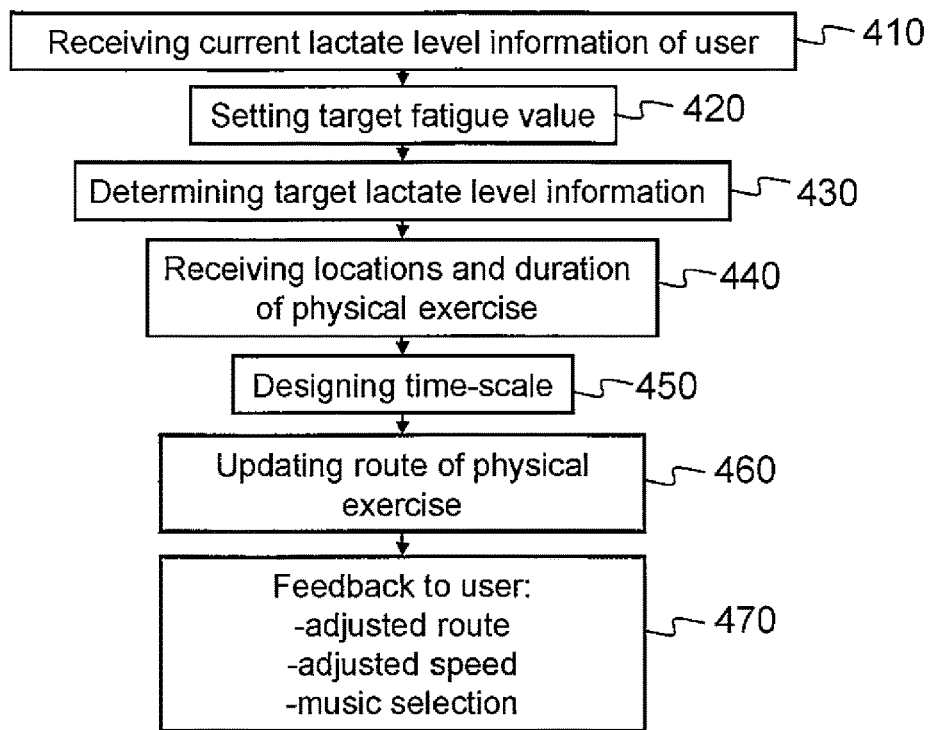 Receiving current lactate level information of user
410
Setting target fatigue value
420
Determining target lactate level information
430
Receiving locations and duration
of physical exercise
440
Designing time-scale
450
Updating route of physical
exercise
460
Feedback to user:
-adjusted route
-adjusted speed
-music selection
470